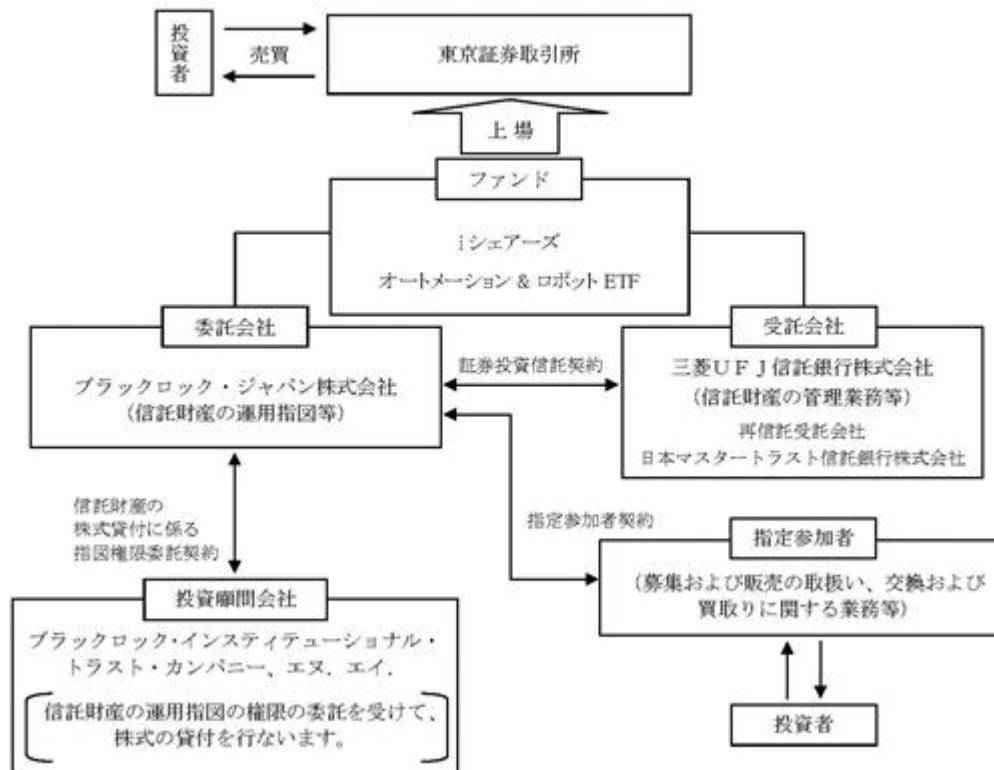 投資者
売買
東京証券取引所
上場
ファンド
iシェアーズ
オートメーション & ロボット ETF
委託会社
ブラックロック・ジャパン株式会社
(信託財産の運用指図等)
証券投資信託契約
受託会社
三菱UFJ信託銀行株式会社
(信託財産の管理業務等)
再信託受託会社
日本マスタートラスト信託銀行株式会社
信託財産の
株式貸付に係る
指図権限委託契約
指定参加者契約
指定参加者
(募集および販売の取扱い、交換および
買取りに関する業務等)
投資顧問会社
ブラックロック・インスティテューショナル・
トラスト・カンパニー、エヌ．エイ．
信託財産の運用指図の権限の委託を受けて、
株式の貸付を行ないます。
投資者